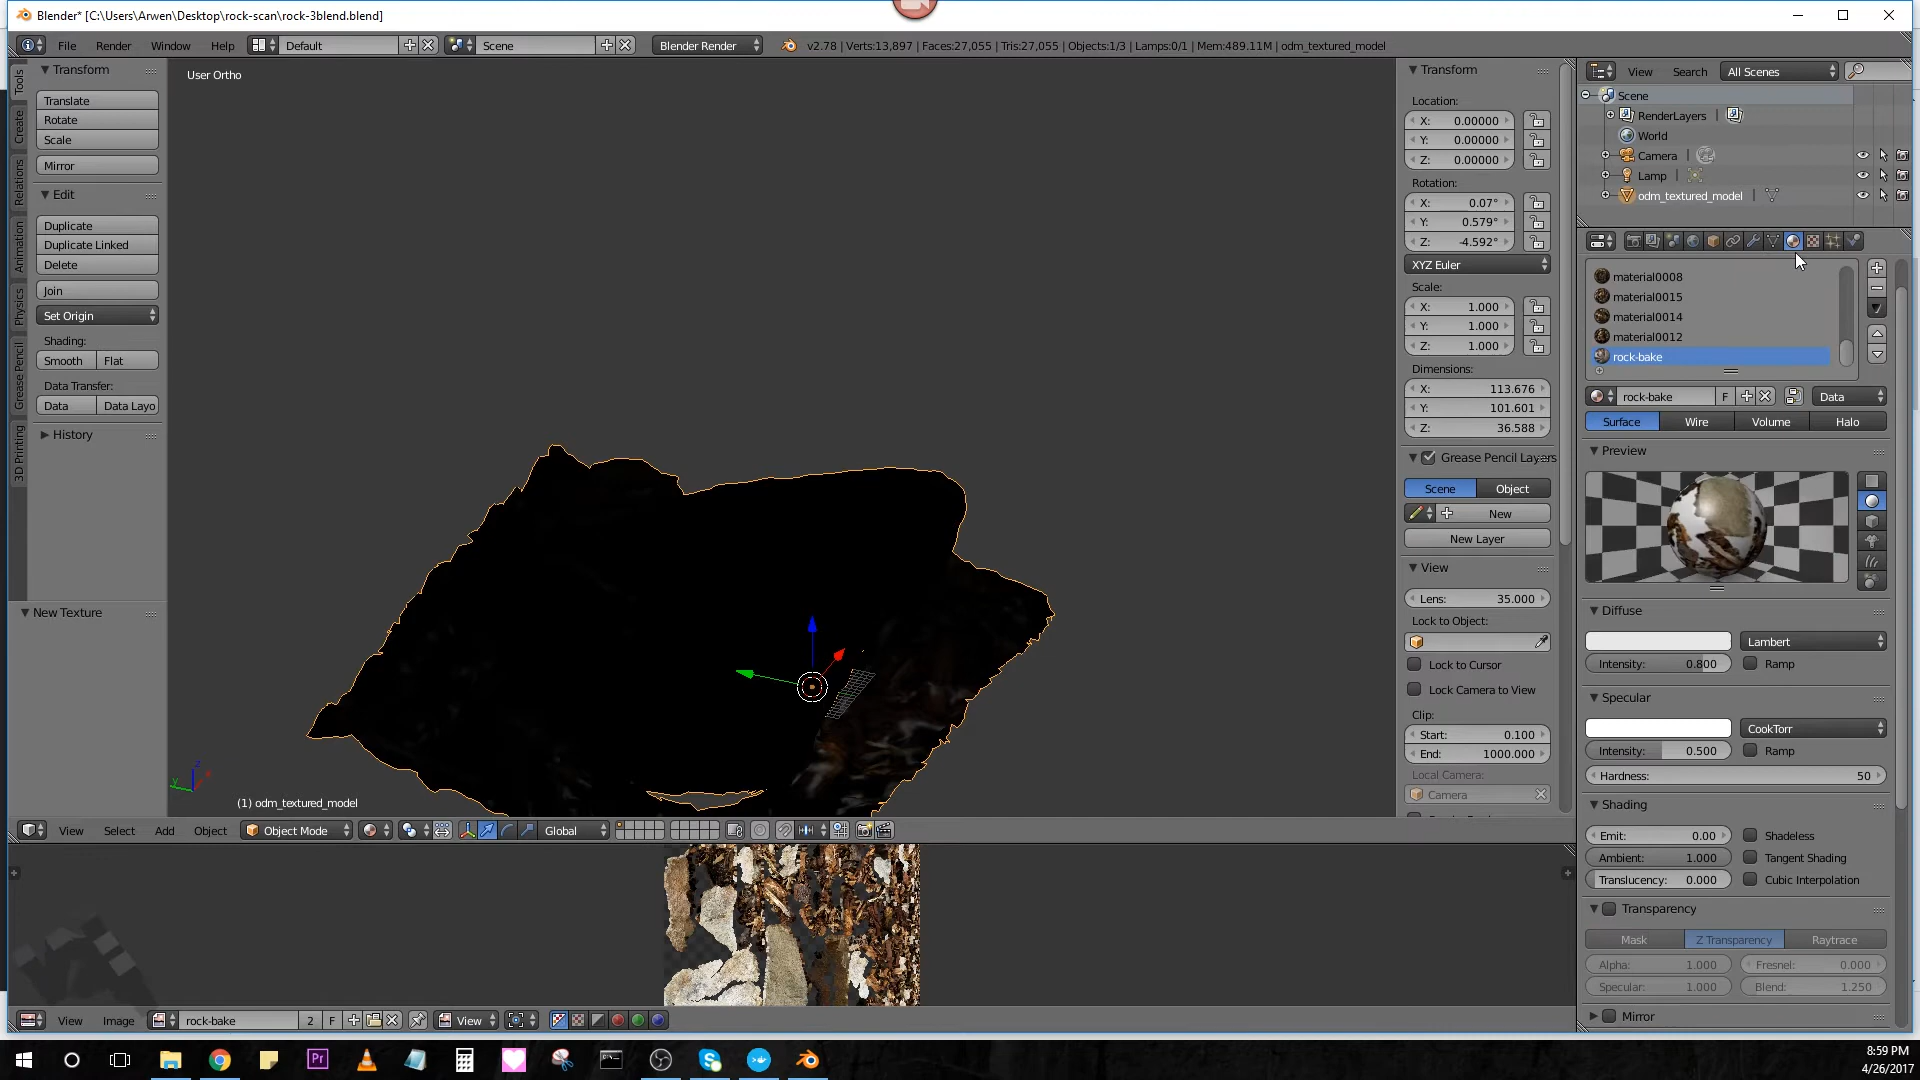 Blender* [C:\Users\Arwen\Desktop\rock-scan\rock-3blend.blend]
File Render Window Help Default Scene Blender Render v2.78 | Verts:13,897 | Faces:27,055 | Tris:27,055 | Objects:1/3 | Lamps:0/1 | Mem:489.11M | odm_textured_model
Tools
Create
Relations
Animation
Physics
Grease Pencil
3D Printing
Transform
Translate
Rotate
Scale
Mirror
Edit
Duplicate
Duplicate Linked
Delete
Join
Set Origin
Shading:
Smooth Flat
Data Transfer:
Data Data Layo
History
New Texture
User Ortho
(1) odm_textured_model
z
y
View Select Add Object Object Mode Global
Transform
Location:
X: 0.00000
Y: 0.00000
Z: 0.00000
Rotation:
X: 0.07°
Y: 0.579°
Z: -4.592°
XYZ Euler
Scale:
X: 1.000
Y: 1.000
Z: 1.000
Dimensions:
X: 113.676
Y: 101.601
Z: 36.588
Grease Pencil Layers
Scene Object
New
New Layer
View
Lens: 35.000
Lock to Object:
Lock to Cursor
Lock Camera to View
Clip:
Start: 0.100
End: 1000.000
Local Camera:
Camera
View Search All Scenes
Scene
RenderLayers |
World
Camera |
Lamp |
odm_textured_model |
material0008
material0015
material0014
material0012
rock-bake
rock-bake F Data
Surface Wire Volume Halo
Preview
Diffuse
Lambert
Intensity: 0.800 Ramp
Specular
CookTorr
Intensity: 0.500 Ramp
Hardness: 50
Shading
Emit: 0.00 Shadeless
Ambient: 1.000 Tangent Shading
Translucency: 0.000 Cubic Interpolation
Transparency
Mask Z Transparency Raytrace
Alpha: 1.000 Fresnel: 0.000
Specular: 1.000 Blend: 1.250
Mirror
View Image rock-bake 2 F View
Pr
8:59 PM
4/26/2017